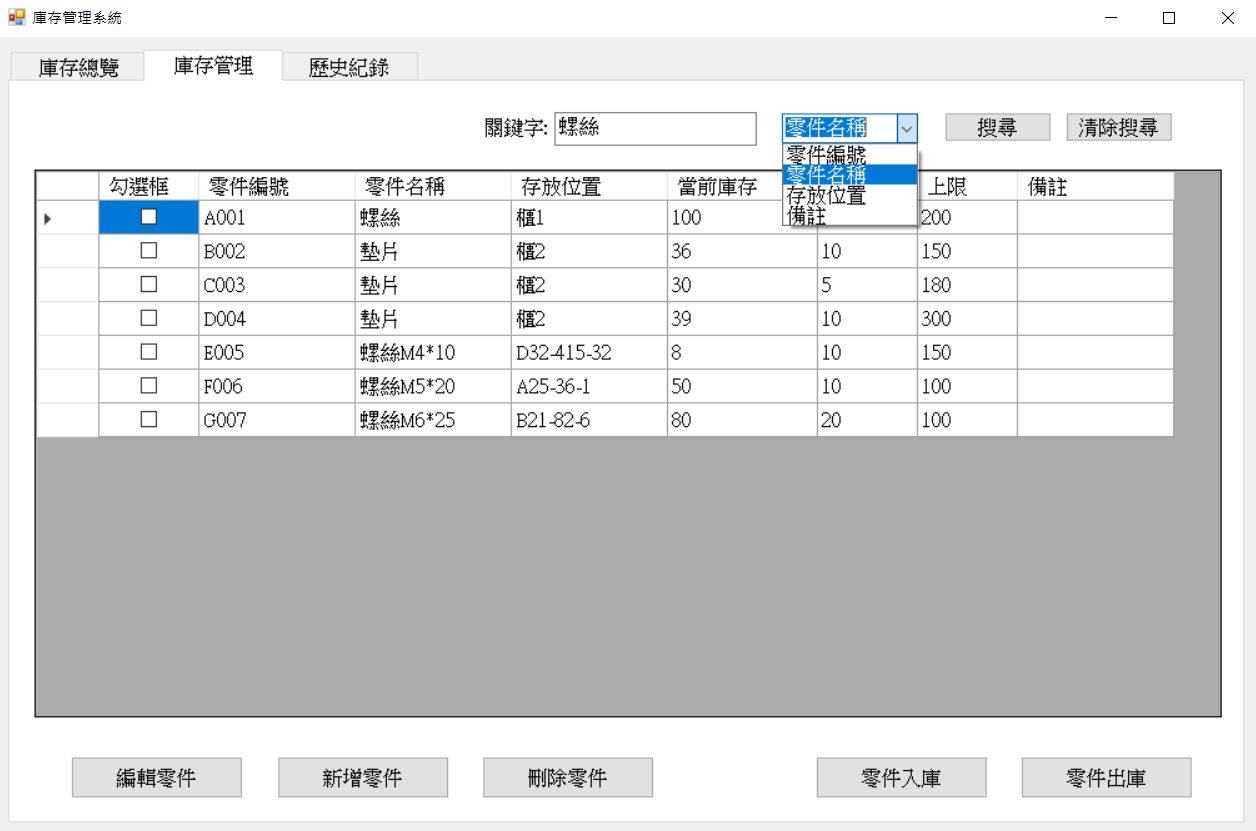 庫存管理系統
庫存總覽 庫存管理 歷史紀錄
關鍵字: 螺絲 零件名稱 搜尋 清除搜尋
零件編號
零件名稱
存放位置
備註
勾選框 零件編號 零件名稱 存放位置 當前庫存 上限 備註
A001 螺絲 櫃1 100 200
B002 墊片 櫃2 36 10 150
C003 墊片 櫃2 30 5 180
D004 墊片 櫃2 39 10 300
E005 螺絲M4*10 D32-415-32 8 10 150
F006 螺絲M5*20 A25-36-1 50 10 100
G007 螺絲M6*25 B21-82-6 80 20 100
編輯零件 新增零件 刪除零件 零件入庫 零件出庫